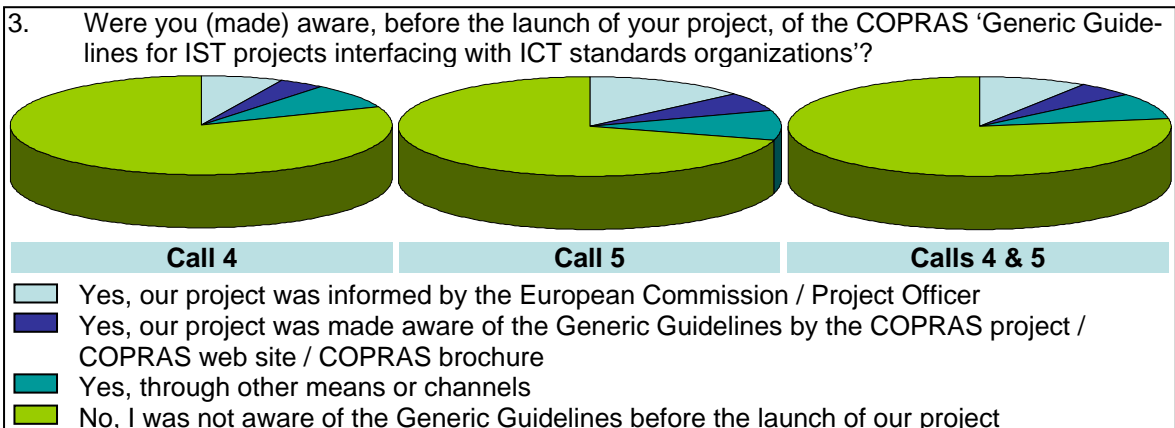 3. Were you (made) aware, before the launch of your project, of the COPRAS ‘Generic Guide-
lines for IST projects interfacing with ICT standards organizations’?
Call 4 Call 5 Calls 4 & 5
Yes, our project was informed by the European Commission / Project Officer
Yes, our project was made aware of the Generic Guidelines by the COPRAS project /
COPRAS web site / COPRAS brochure
Yes, through other means or channels
No, I was not aware of the Generic Guidelines before the launch of our project